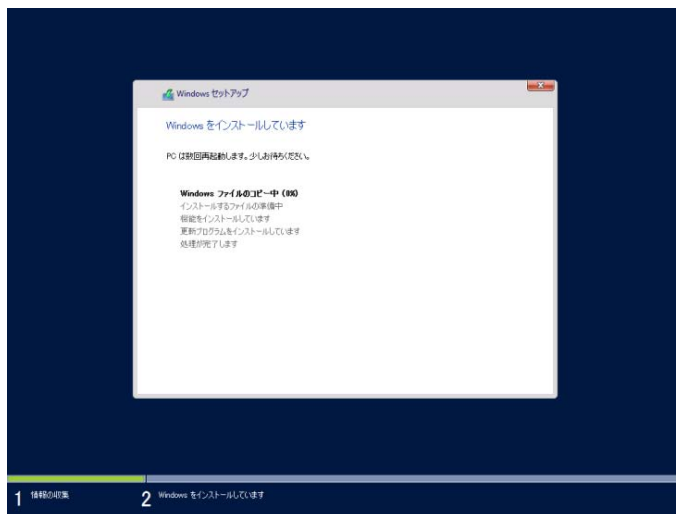 Windows セットアップ
Windows をインストールしています
PC は数回再起動します。少しお待ちください。
Windows ファイルのコピー中 (0%)
インストールするファイルの準備中
機能をインストールしています
更新プログラムをインストールしています
処理が完了します
1 情報の収集
2 Windows をインストールしています